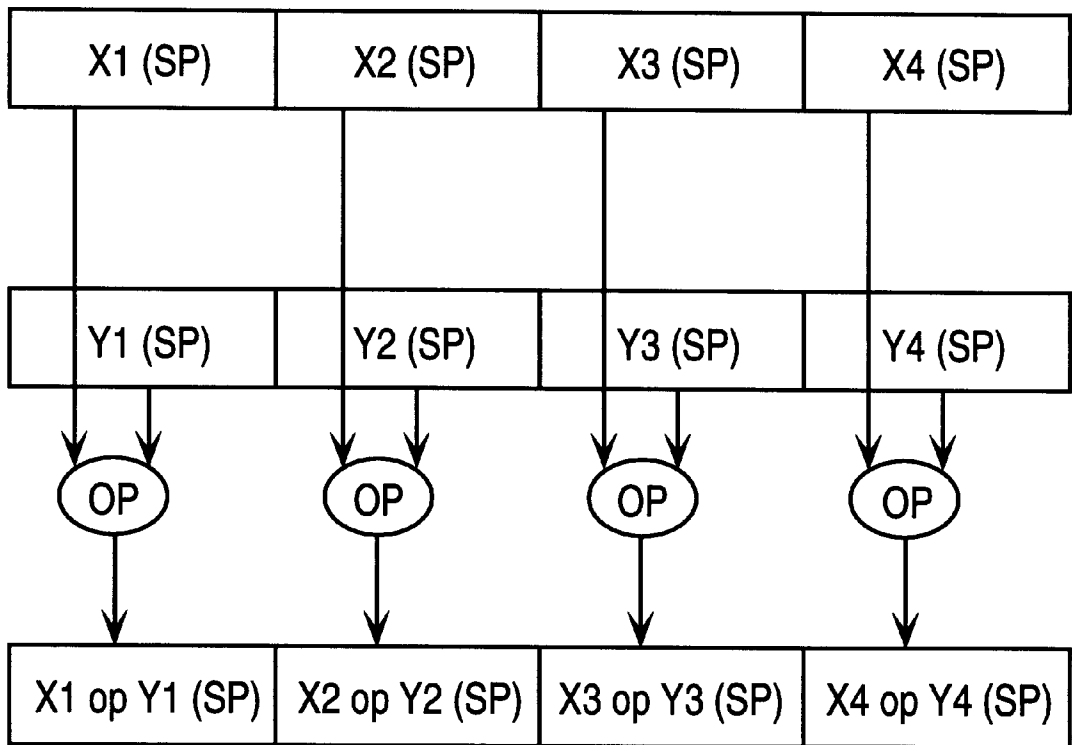 X1 (SP) X2 (SP) X3 (SP) X4 (SP)
Y1 (SP) Y2 (SP) Y3 (SP) Y4 (SP)
OP OP OP OP
X1 op Y1 (SP) X2 op Y2 (SP) X3 op Y3 (SP) X4 op Y4 (SP)